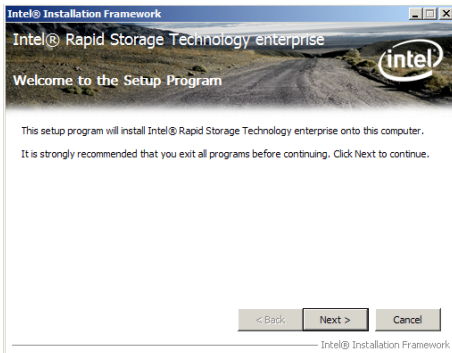 Intel® Installation Framework
Intel® Rapid Storage Technology enterprise
intel
Welcome to the Setup Program
This setup program will install Intel® Rapid Storage Technology enterprise onto this computer.
It is strongly recommended that you exit all programs before continuing. Click Next to continue.
< Back Next > Cancel
Intel® Installation Framework